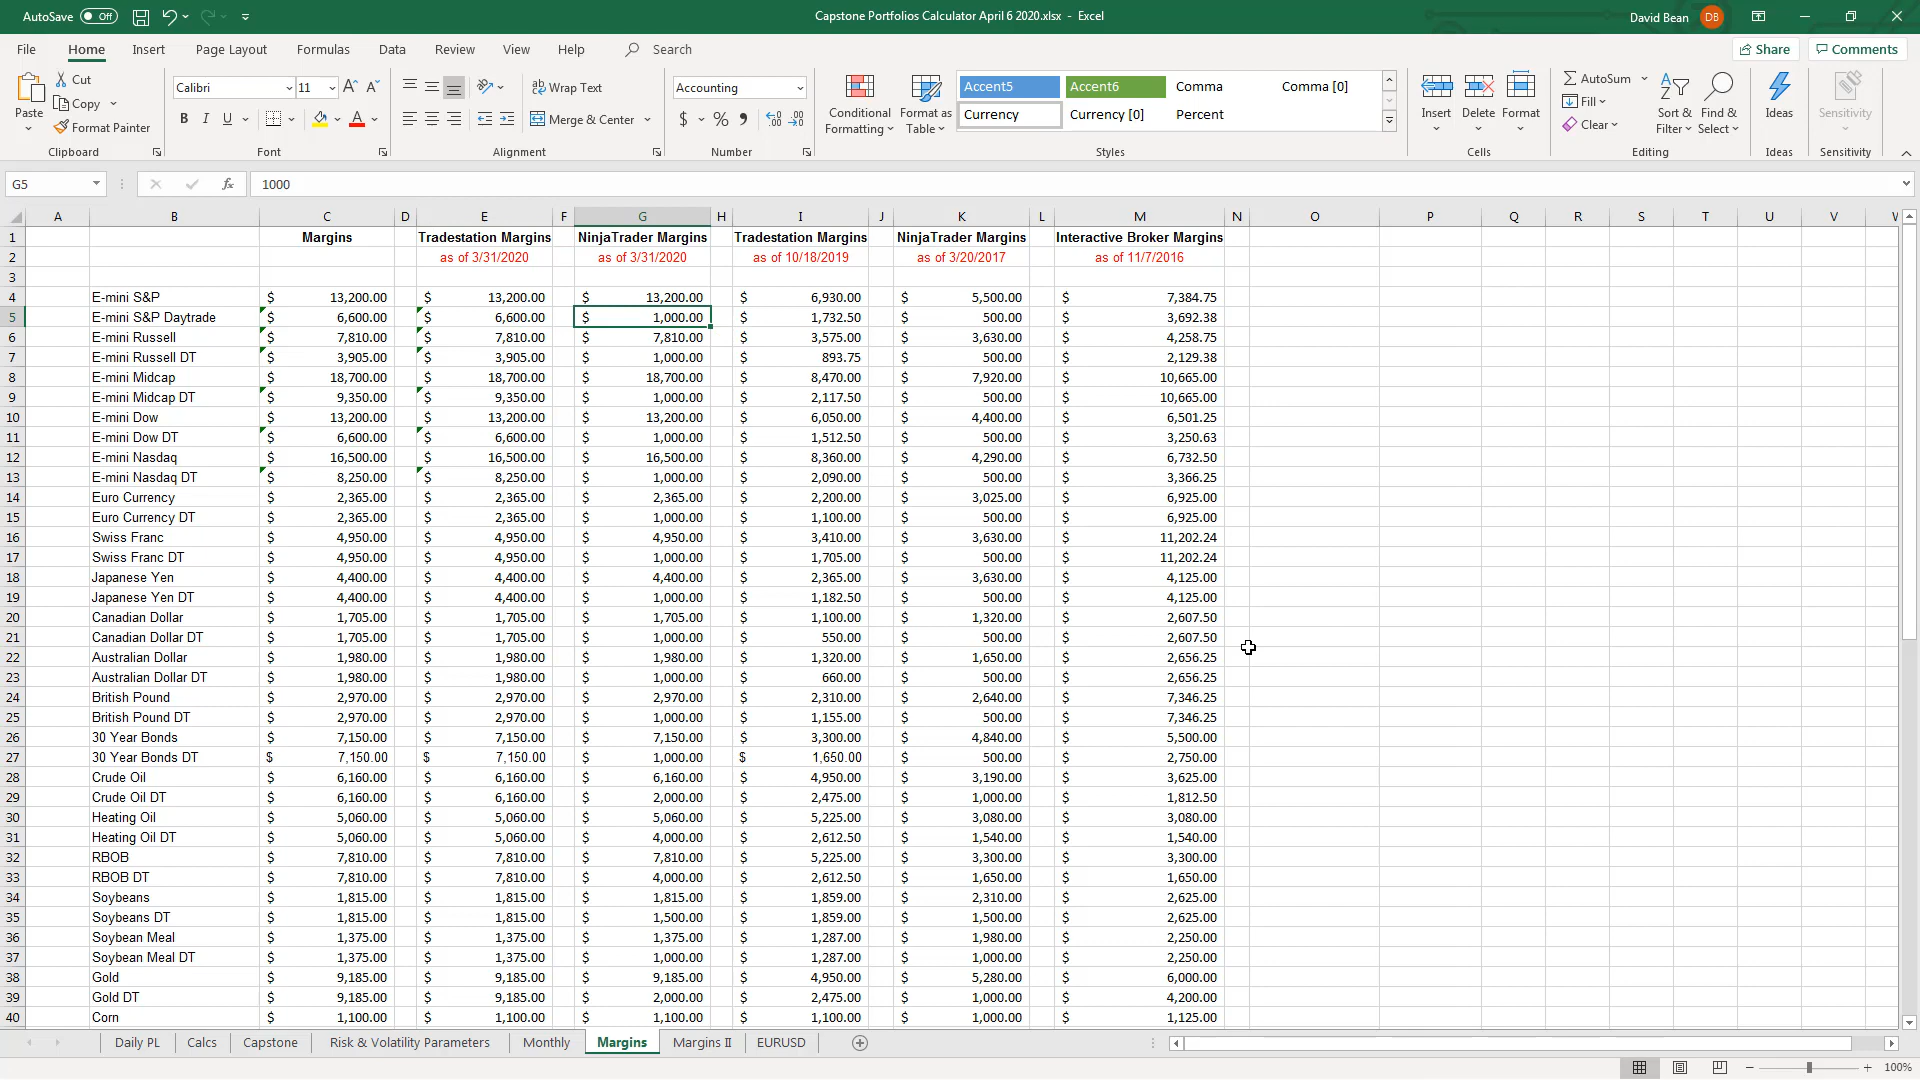 AutoSave Off Capstone Portfolios Calculator April 6 2020.xlsx - Excel David Bean DB
File Home Insert Page Layout Formulas Data Review View Help Search Share Comments
Paste Cut Copy Format Painter Clipboard
Calibri 11 B I U Font
Wrap Text Merge & Center Alignment
Accounting $ % Number
Conditional Formatting Format as Table
Accent5 Accent6 Comma Comma [0]
Currency Currency [0] Percent
Styles
Insert Delete Format Cells
AutoSum Fill Clear Sort & Filter Find & Select Editing
Ideas Ideas
Sensitivity Sensitivity
G5 fx 1000
A B C D E F G H I J K L M N O P Q R S T U V W
1 Margins Tradestation Margins NinjaTrader Margins Tradestation Margins NinjaTrader Margins Interactive Broker Margins
2 as of 3/31/2020 as of 3/31/2020 as of 10/18/2019 as of 3/20/2017 as of 11/7/2016
3
4 E-mini S&P $ 13,200.00 $ 13,200.00 $ 13,200.00 $ 6,930.00 $ 5,500.00 $ 7,384.75
5 E-mini S&P Daytrade $ 6,600.00 $ 6,600.00 $ 1,000.00 $ 1,732.50 $ 500.00 $ 3,692.38
6 E-mini Russell $ 7,810.00 $ 7,810.00 $ 7,810.00 $ 3,575.00 $ 3,630.00 $ 4,258.75
7 E-mini Russell DT $ 3,905.00 $ 3,905.00 $ 1,000.00 $ 893.75 $ 500.00 $ 2,129.38
8 E-mini Midcap $ 18,700.00 $ 18,700.00 $ 18,700.00 $ 8,470.00 $ 7,920.00 $ 10,665.00
9 E-mini Midcap DT $ 9,350.00 $ 9,350.00 $ 1,000.00 $ 2,117.50 $ 500.00 $ 10,665.00
10 E-mini Dow $ 13,200.00 $ 13,200.00 $ 13,200.00 $ 6,050.00 $ 4,400.00 $ 6,501.25
11 E-mini Dow DT $ 6,600.00 $ 6,600.00 $ 1,000.00 $ 1,512.50 $ 500.00 $ 3,250.63
12 E-mini Nasdaq $ 16,500.00 $ 16,500.00 $ 16,500.00 $ 8,360.00 $ 4,290.00 $ 6,732.50
13 E-mini Nasdaq DT $ 8,250.00 $ 8,250.00 $ 1,000.00 $ 2,090.00 $ 500.00 $ 3,366.25
14 Euro Currency $ 2,365.00 $ 2,365.00 $ 2,365.00 $ 2,200.00 $ 3,025.00 $ 6,925.00
15 Euro Currency DT $ 2,365.00 $ 2,365.00 $ 1,000.00 $ 1,100.00 $ 500.00 $ 6,925.00
16 Swiss Franc $ 4,950.00 $ 4,950.00 $ 4,950.00 $ 3,410.00 $ 3,630.00 $ 11,202.24
17 Swiss Franc DT $ 4,950.00 $ 4,950.00 $ 1,000.00 $ 1,705.00 $ 500.00 $ 11,202.24
18 Japanese Yen $ 4,400.00 $ 4,400.00 $ 4,400.00 $ 2,365.00 $ 3,630.00 $ 4,125.00
19 Japanese Yen DT $ 4,400.00 $ 4,400.00 $ 1,000.00 $ 1,182.50 $ 500.00 $ 4,125.00
20 Canadian Dollar $ 1,705.00 $ 1,705.00 $ 1,705.00 $ 1,100.00 $ 1,320.00 $ 2,607.50
21 Canadian Dollar DT $ 1,705.00 $ 1,705.00 $ 1,000.00 $ 550.00 $ 500.00 $ 2,607.50
22 Australian Dollar $ 1,980.00 $ 1,980.00 $ 1,980.00 $ 1,320.00 $ 1,650.00 $ 2,656.25
23 Australian Dollar DT $ 1,980.00 $ 1,980.00 $ 1,000.00 $ 660.00 $ 500.00 $ 2,656.25
24 British Pound $ 2,970.00 $ 2,970.00 $ 2,970.00 $ 2,310.00 $ 2,640.00 $ 7,346.25
25 British Pound DT $ 2,970.00 $ 2,970.00 $ 1,000.00 $ 1,155.00 $ 500.00 $ 7,346.25
26 30 Year Bonds $ 7,150.00 $ 7,150.00 $ 7,150.00 $ 3,300.00 $ 4,840.00 $ 5,500.00
27 30 Year Bonds DT $ 7,150.00 $ 7,150.00 $ 1,000.00 $ 1,650.00 $ 500.00 $ 2,750.00
28 Crude Oil $ 6,160.00 $ 6,160.00 $ 6,160.00 $ 4,950.00 $ 3,190.00 $ 3,625.00
29 Crude Oil DT $ 6,160.00 $ 6,160.00 $ 2,000.00 $ 2,475.00 $ 1,000.00 $ 1,812.50
30 Heating Oil $ 5,060.00 $ 5,060.00 $ 5,060.00 $ 5,225.00 $ 3,080.00 $ 3,080.00
31 Heating Oil DT $ 5,060.00 $ 5,060.00 $ 4,000.00 $ 2,612.50 $ 1,540.00 $ 1,540.00
32 RBOB $ 7,810.00 $ 7,810.00 $ 7,810.00 $ 5,225.00 $ 3,300.00 $ 3,300.00
33 RBOB DT $ 7,810.00 $ 7,810.00 $ 4,000.00 $ 2,612.50 $ 1,650.00 $ 1,650.00
34 Soybeans $ 1,815.00 $ 1,815.00 $ 1,815.00 $ 1,859.00 $ 2,310.00 $ 2,625.00
35 Soybeans DT $ 1,815.00 $ 1,815.00 $ 1,500.00 $ 1,859.00 $ 1,500.00 $ 2,625.00
36 Soybean Meal $ 1,375.00 $ 1,375.00 $ 1,375.00 $ 1,287.00 $ 1,980.00 $ 2,250.00
37 Soybean Meal DT $ 1,375.00 $ 1,375.00 $ 1,000.00 $ 1,287.00 $ 1,000.00 $ 2,250.00
38 Gold $ 9,185.00 $ 9,185.00 $ 9,185.00 $ 4,950.00 $ 5,280.00 $ 6,000.00
39 Gold DT $ 9,185.00 $ 9,185.00 $ 2,000.00 $ 2,475.00 $ 1,000.00 $ 4,200.00
40 Corn $ 1,100.00 $ 1,100.00 $ 1,100.00 $ 1,100.00 $ 1,000.00 $ 1,125.00
Daily PL Calcs Capstone Risk & Volatility Parameters Monthly Margins Margins II EURUSD
100%